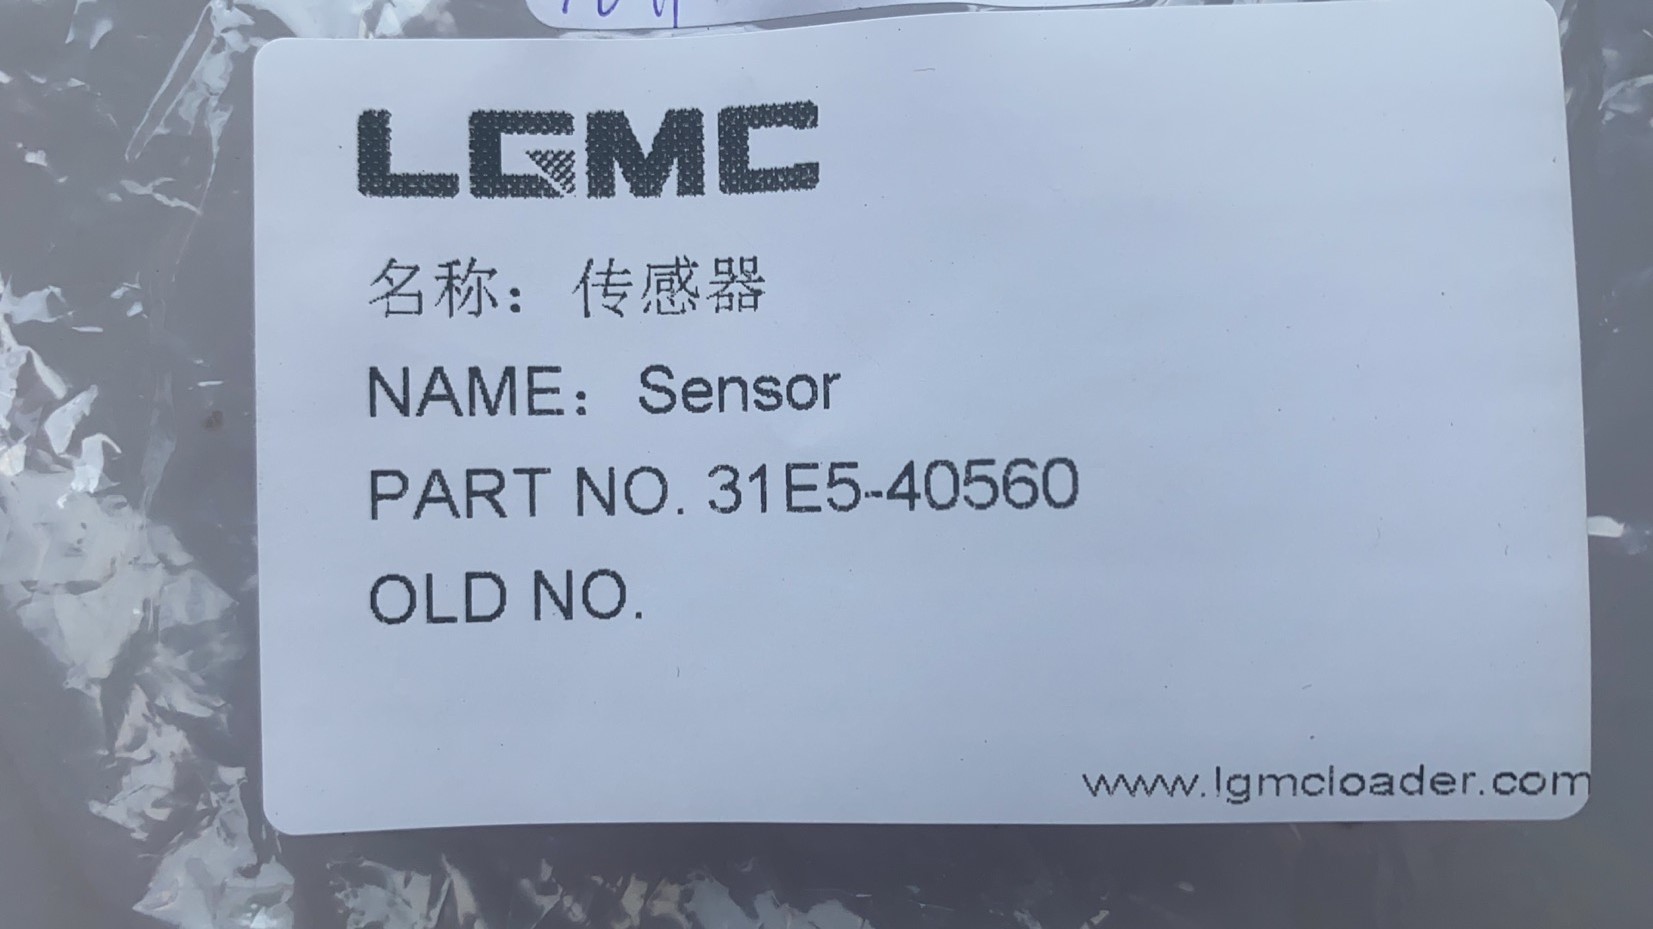 LGMC
名称：传感器
NAME：Sensor
PART NO. 31E5-40560
OLD NO.
www.lgmcloader.com